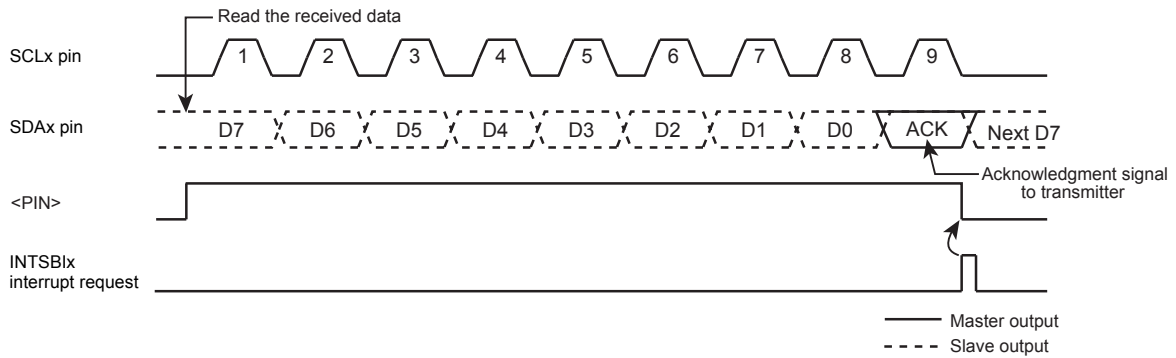 Read the received data
SCLx pin
1 2 3 4 5 6 7 8 9
SDAx pin
D7 D6 D5 D4 D3 D2 D1 D0 ACK Next D7
Acknowledgment signal
to transmitter
<PIN>
INTSBIx
interrupt request
Master output
Slave output